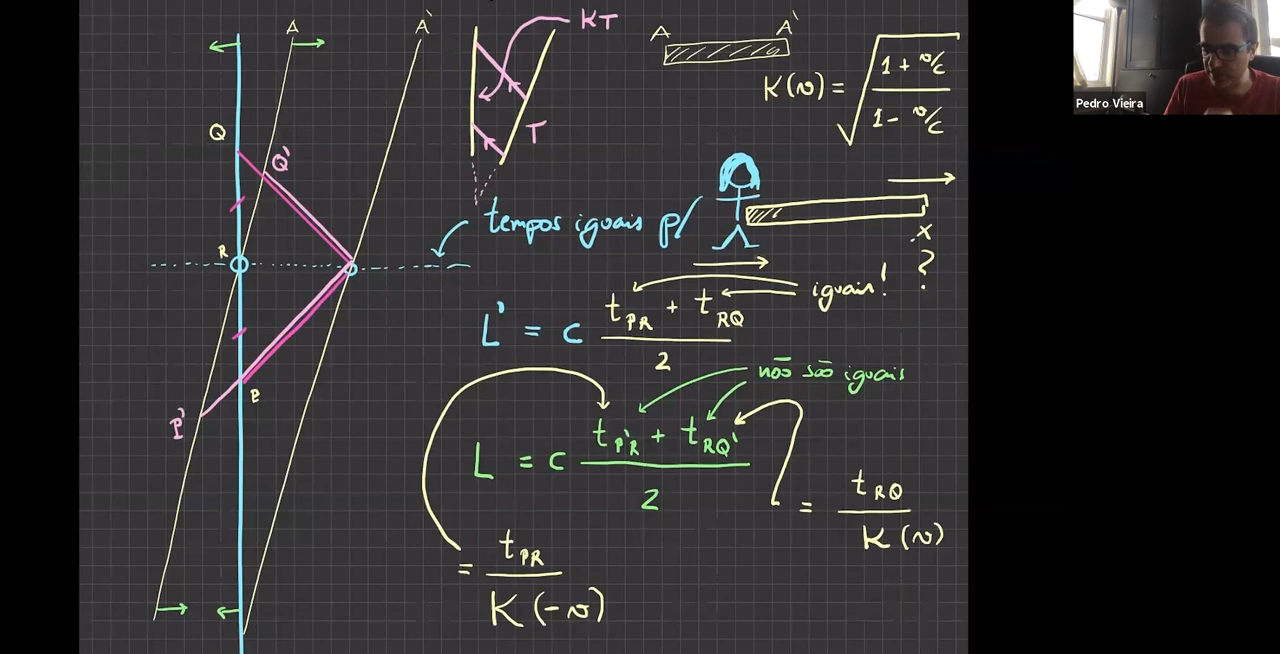 A
A'
KT
T
A A'
K(v) = √((1 + v/c)/(1 - v/c))
Pedro Vieira
Q
Q'
R
P
P'
tempos iguais p/
x
?
iguais!
L' = c (t_PR + t_RQ)/2
não são iguais
L = c (t_P'R + t_RQ')/2
= t_RQ/K(v)
= t_PR/K(-v)